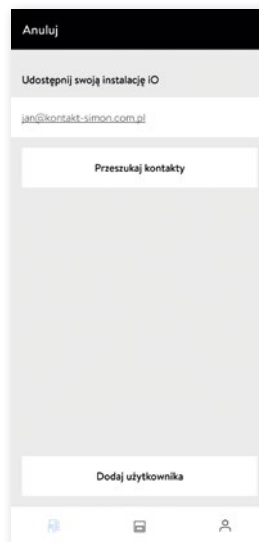 Anuluj
Udostępnij swoją instalację iO
jan@kontakt-simon.com.pl
Przeszukaj kontakty
Dodaj użytkownika